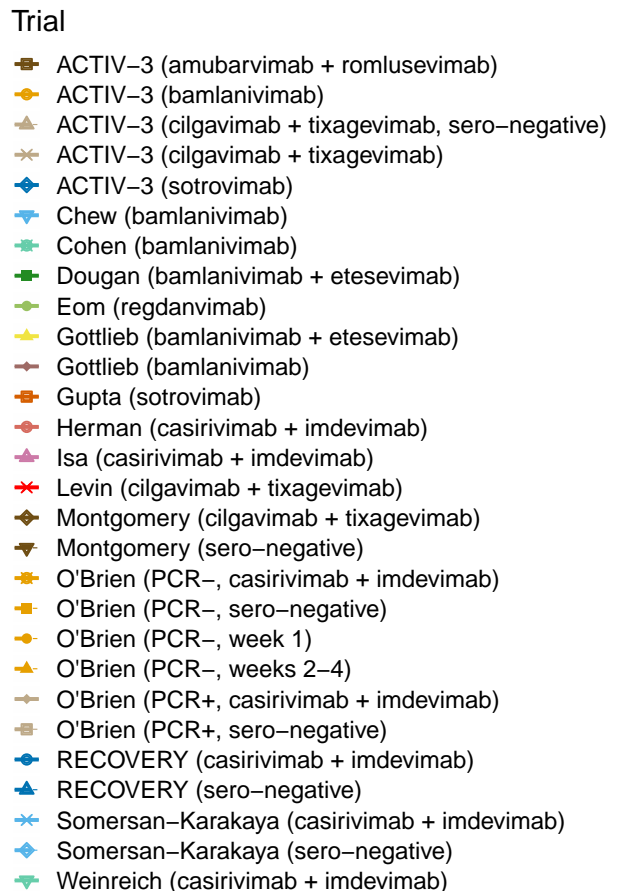 Trial
ACTIV−3 (amubarvimab + romlusevimab)
ACTIV−3 (bamlanivimab)
ACTIV−3 (cilgavimab + tixagevimab, sero−negative)
ACTIV−3 (cilgavimab + tixagevimab)
ACTIV−3 (sotrovimab)
Chew (bamlanivimab)
Cohen (bamlanivimab)
Dougan (bamlanivimab + etesevimab)
Eom (regdanvimab)
Gottlieb (bamlanivimab + etesevimab)
Gottlieb (bamlanivimab)
Gupta (sotrovimab)
Herman (casirivimab + imdevimab)
Isa (casirivimab + imdevimab)
Levin (cilgavimab + tixagevimab)
Montgomery (cilgavimab + tixagevimab)
Montgomery (sero−negative)
O'Brien (PCR−, casirivimab + imdevimab)
O'Brien (PCR−, sero−negative)
O'Brien (PCR−, week 1)
O'Brien (PCR−, weeks 2−4)
O'Brien (PCR+, casirivimab + imdevimab)
O'Brien (PCR+, sero−negative)
RECOVERY (casirivimab + imdevimab)
RECOVERY (sero−negative)
Somersan−Karakaya (casirivimab + imdevimab)
Somersan−Karakaya (sero−negative)
Weinreich (casirivimab + imdevimab)